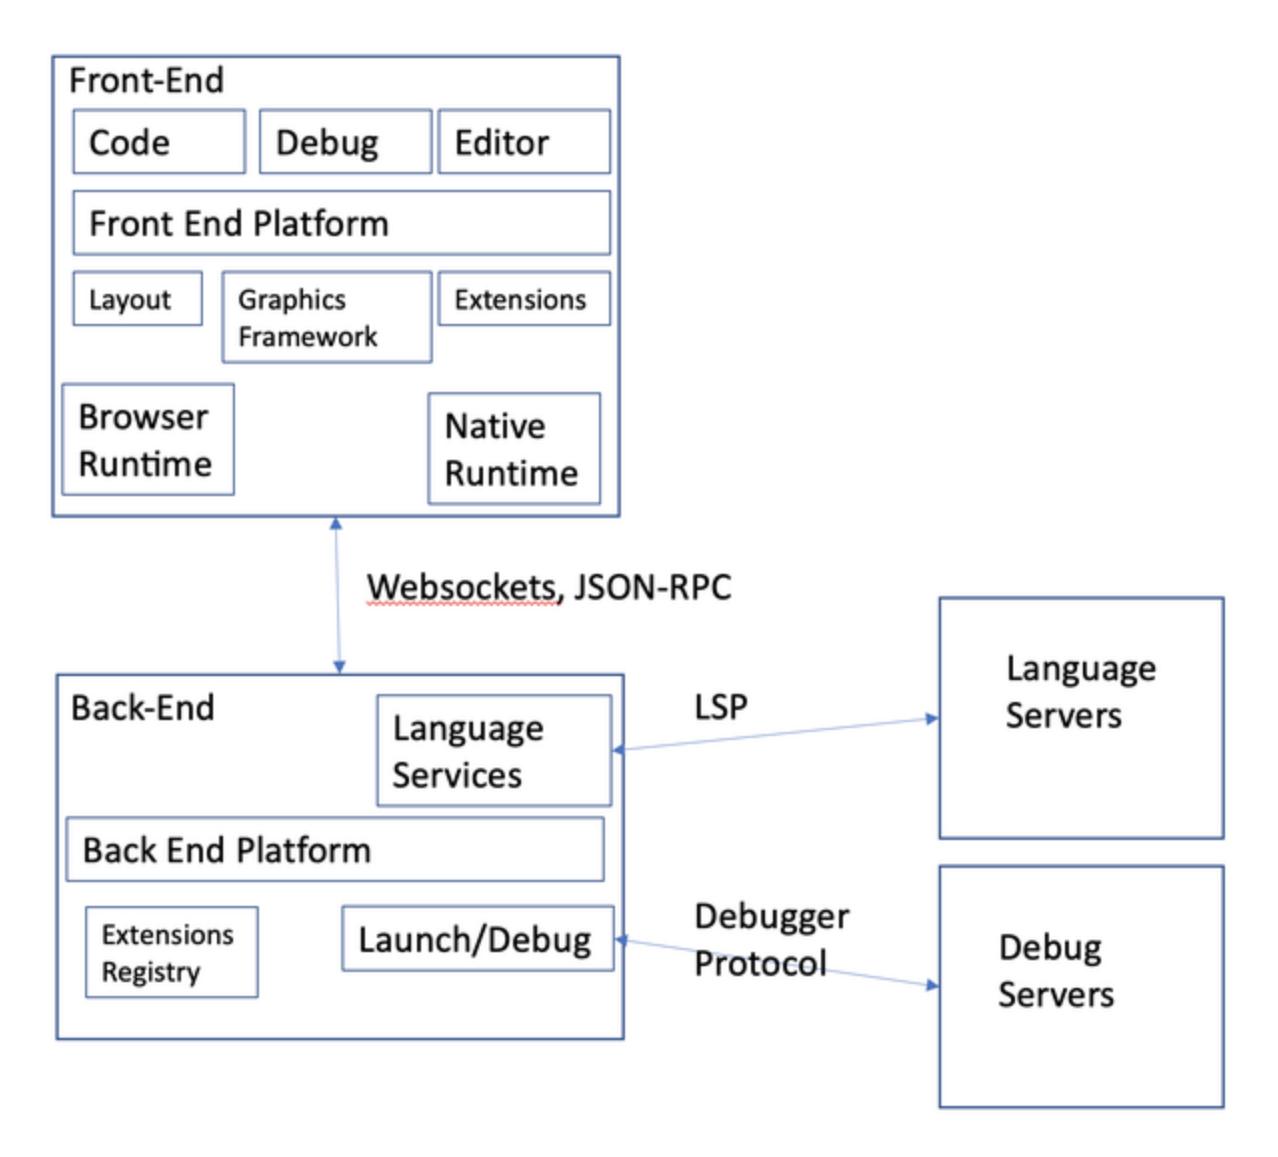 Front-End
Code
Debug
Editor
Front End Platform
Layout
Graphics
Framework
Extensions
Browser
Runtime
Native
Runtime
Websockets, JSON-RPC
Back-End
Language
Services
Back End Platform
Extensions
Registry
Launch/Debug
LSP
Language
Servers
Debugger
Protocol
Debug
Servers